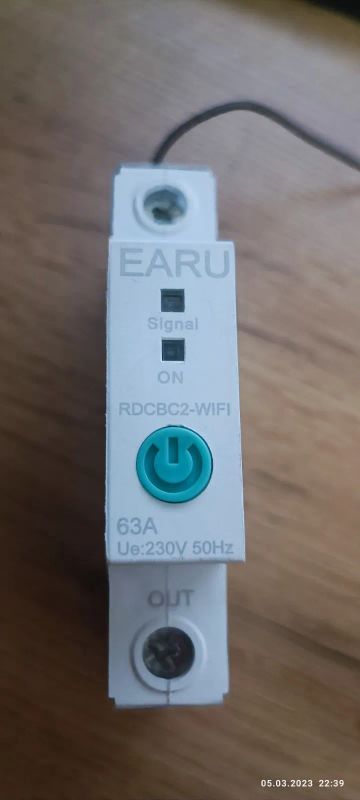 EARU
Signal
ON
RDCBC2-WIFI
63A
Ue:230V 50Hz
OUT
05.03.2023 22:39